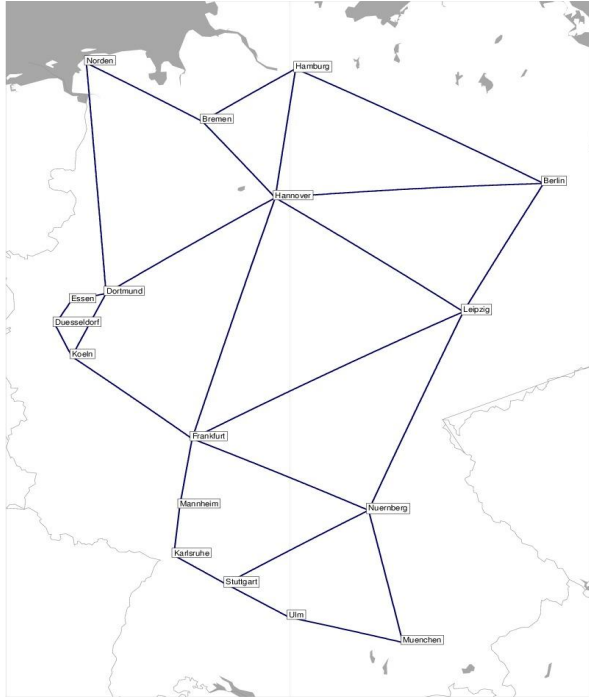 Norden
Hamburg
Bremen
Berlin
Hannover
Dortmund
Essen
Leipzig
Duesseldorf
Koeln
Frankfurt
Mannheim
Nuernberg
Karlsruhe
Stuttgart
Ulm
Muenchen